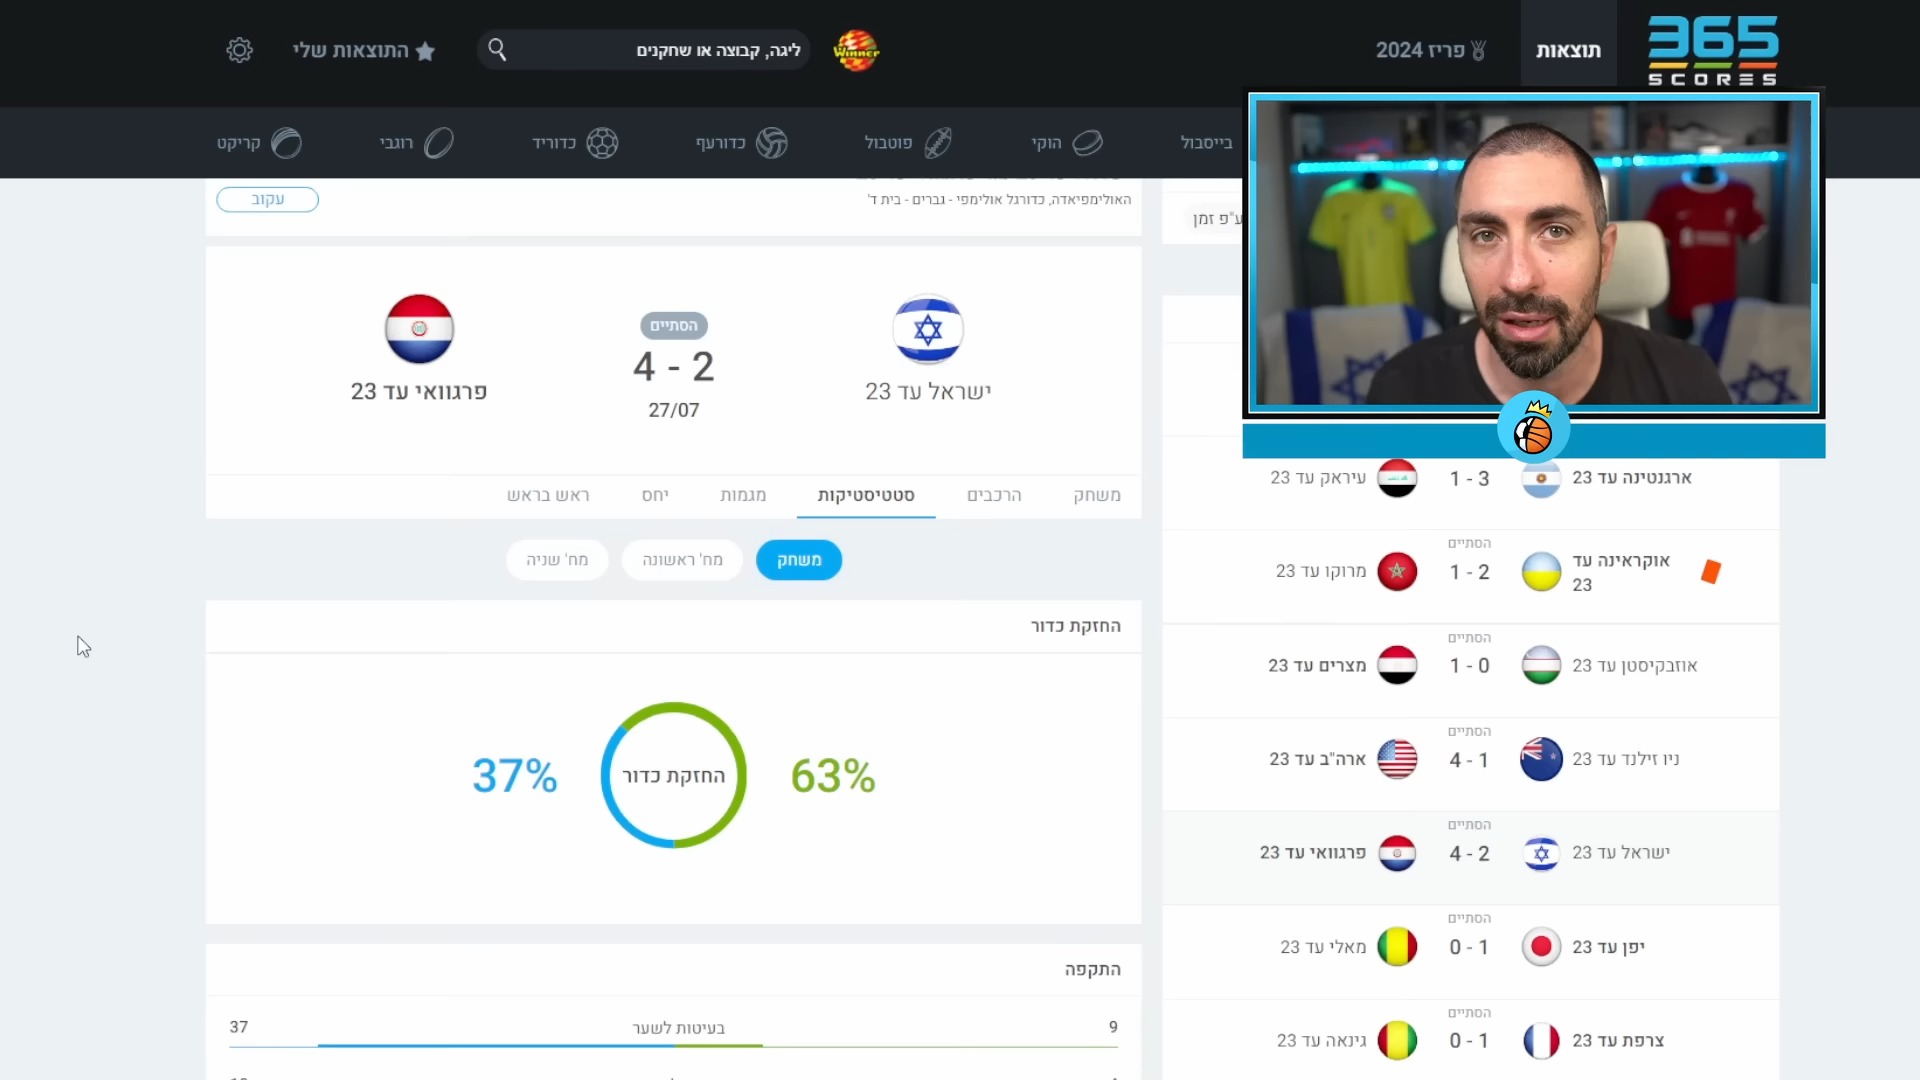 365
SCORES
תוצאות
פריז 2024
Winner
ליגה, קבוצה או שחקנים
התוצאות שלי
בייסבול
הוקי
פוטבול
כדורעף
כדוריד
רוגבי
קריקט
האולימפיאדה, כדורגל אולימפי - גברים - בית ד'
עקוב
ע"פ זמן
ישראל עד 23
הסתיים
4 - 2
27/07
פרגוואי עד 23
משחק
הרכבים
סטטיסטיקות
מגמות
יחס
ראש בראש
משחק
מח' ראשונה
מח' שניה
החזקת כדור
63%
החזקת כדור
37%
התקפה
9
בעיטות לשער
37
ארגנטינה עד 23
1 - 3
עיראק עד 23
הסתיים
אוקראינה עד
23
1 - 2
מרוקו עד 23
הסתיים
אוזבקיסטן עד 23
1 - 0
מצרים עד 23
הסתיים
ניו זילנד עד 23
4 - 1
ארה"ב עד 23
הסתיים
ישראל עד 23
4 - 2
פרגוואי עד 23
הסתיים
יפן עד 23
0 - 1
מאלי עד 23
הסתיים
צרפת עד 23
0 - 1
גינאה עד 23